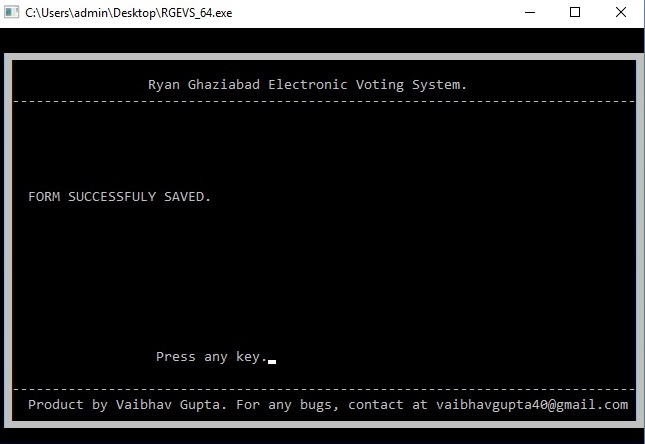 C:\Users\admin\Desktop\RGEVS_64.exe
Ryan Ghaziabad Electronic Voting System.
FORM SUCCESSFULY SAVED.
Press any key.
Product by Vaibhav Gupta. For any bugs, contact at vaibhavgupta40@gmail.com